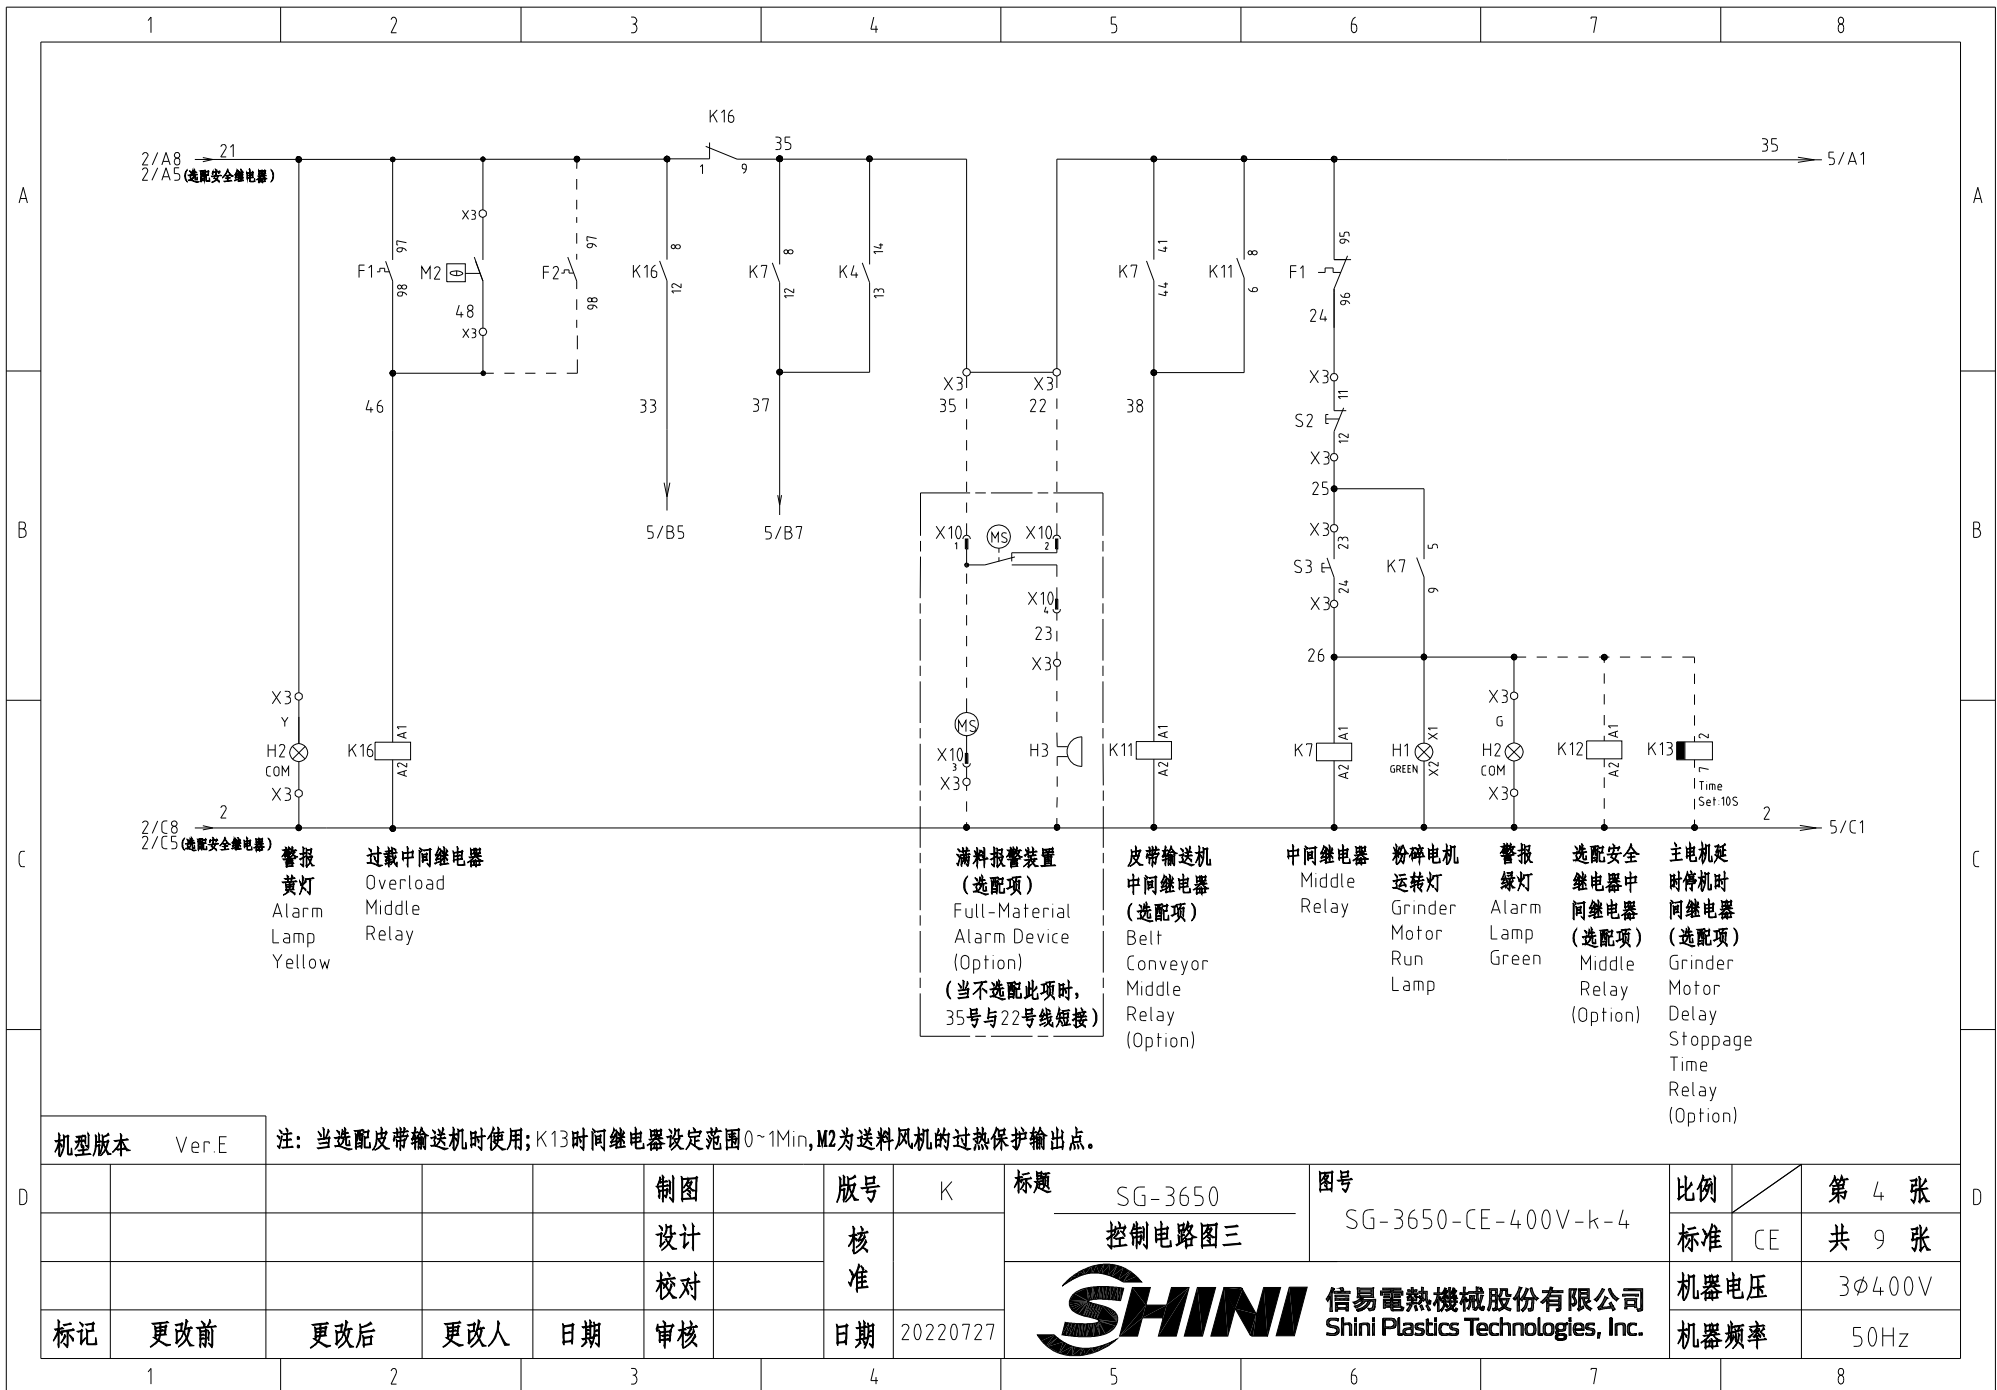 1 2 3 4 5 6 7 8
A A
B B
C C
D D
K16
1 9
2/A8 21
2/A5(选配安全继电器)
35
35
5/A1
X3
97
F1
98
M2
48
X3
97
F2
98
8
K16
12
8
K7
12
14
K4
13
41
K7
44
8
K11
6
95
F1
96
24
46
33
37
X3
35
X3
22
38
X3
11
S2
12
X3
25
5/B5
5/B7
X10
1
MS
X10
2
X10
4
23
X3
X3
23
S3
24
X3
5
K7
9
26
X3
Y
H2
COM
X3
A1
K16
A2
MS
X10
3
X3
H3
A1
K11
A2
A1
K7
A2
X1
H1
GREEN
X2
X3
G
H2
COM
X3
A1
K12
A2
2
K13
7
Time
Set:10S
2/C8 2
2/C5(选配安全继电器)
2
5/C1
警报
黄灯
Alarm
Lamp
Yellow
过载中间继电器
Overload
Middle
Relay
满料报警装置
(选配项)
Full-Material
Alarm Device
(Option)
(当不选配此项时,
35号与22号线短接)
皮带输送机
中间继电器
(选配项)
Belt
Conveyor
Middle
Relay
(Option)
中间继电器
Middle
Relay
粉碎电机
运转灯
Grinder
Motor
Run
Lamp
警报
绿灯
Alarm
Lamp
Green
选配安全
继电器中
间继电器
(选配项)
Middle
Relay
(Option)
主电机延
时停机时
间继电器
(选配项)
Grinder
Motor
Delay
Stoppage
Time
Relay
(Option)
机型版本 Ver.E
注: 当选配皮带输送机时使用;K13时间继电器设定范围0~1Min,M2为送料风机的过热保护输出点。
制图 版号 K
设计 核准
校对
标记 更改前 更改后 更改人 日期 审核 日期 20220727
标题 SG-3650
控制电路图三
图号
SG-3650-CE-400V-k-4
比例 第 4 张
标准 CE 共 9 张
机器电压 3Φ400V
机器频率 50Hz
SHINI
信易電熱機械股份有限公司
Shini Plastics Technologies, Inc.
1 2 3 4 5 6 7 8